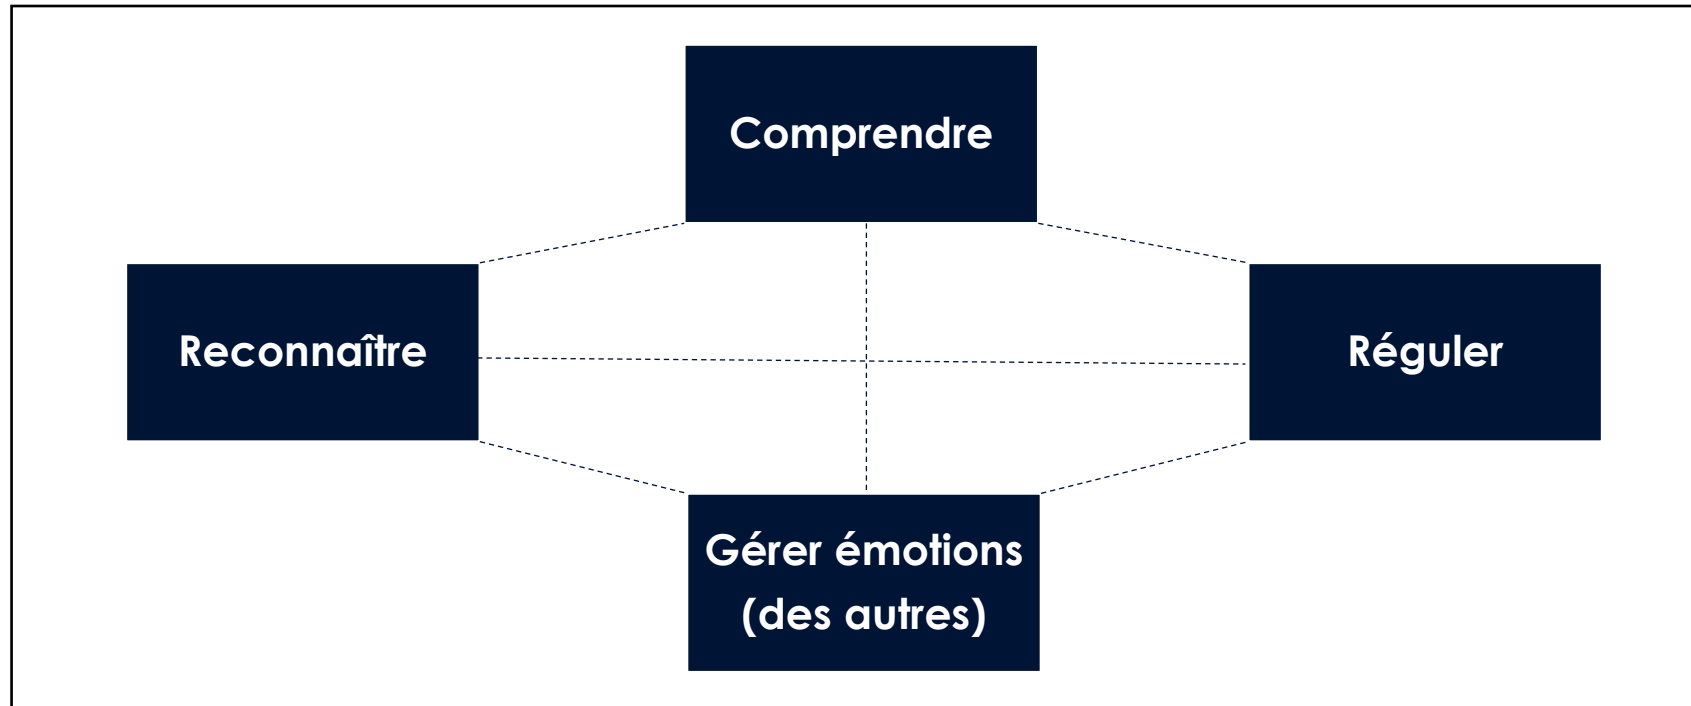 Comprendre
Reconnaître
Réguler
Gérer émotions
(des autres)